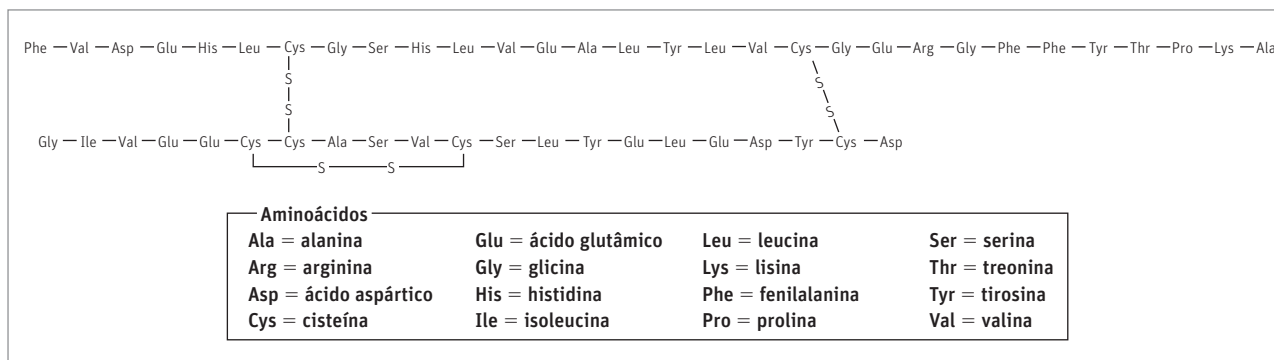 Phe — Val — Asp — Glu — His — Leu — Cys — Gly — Ser — His — Leu — Val — Glu — Ala — Leu — Tyr — Leu — Val — Cys — Gly — Glu — Arg — Gly — Phe — Phe — Tyr — Thr — Pro — Lys — Ala
S S
S S
Gly — Ile — Val — Glu — Glu — Cys — Cys — Ala — Ser — Val — Cys — Ser — Leu — Tyr — Glu — Leu — Glu — Asp — Tyr — Cys — Asp
S — S
Aminoácidos
Ala = alanina Glu = ácido glutâmico Leu = leucina Ser = serina
Arg = arginina Gly = glicina Lys = lisina Thr = treonina
Asp = ácido aspártico His = histidina Phe = fenilalanina Tyr = tirosina
Cys = cisteína Ile = isoleucina Pro = prolina Val = valina